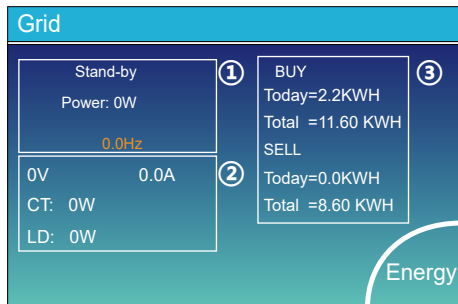 Grid
Stand-by
Power: 0W
0.0Hz
①
0V 0.0A
CT: 0W
LD: 0W
②
BUY
Today=2.2KWH
Total =11.60 KWH
SELL
Today=0.0KWH
Total =8.60 KWH
③
Energy